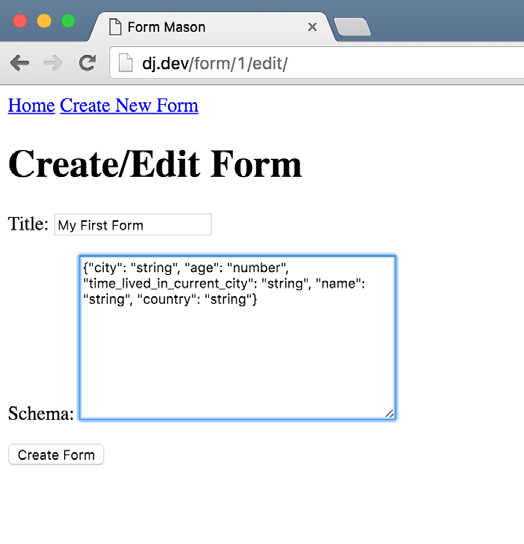 Form Mason
dj.dev/form/1/edit/
Home Create New Form
Create/Edit Form
Title: My First Form
{"city": "string", "age": "number",
"time_lived_in_current_city": "string", "name":
"string", "country": "string"}
Schema:
Create Form